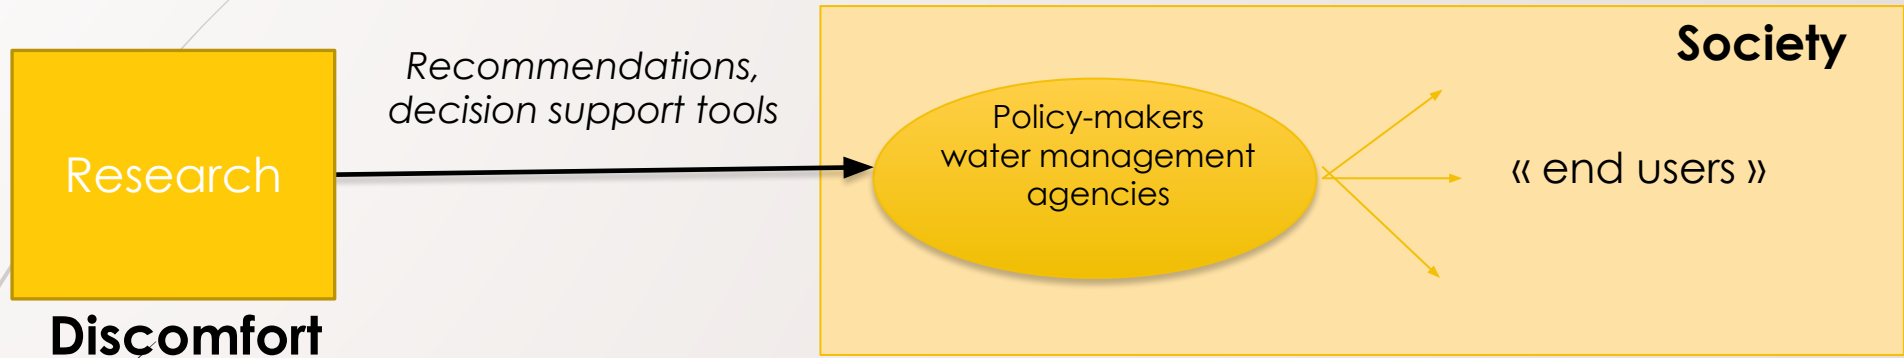 Society
Recommendations,
decision support tools
Policy-makers
water management
agencies
Research
« end users »
Discomfort